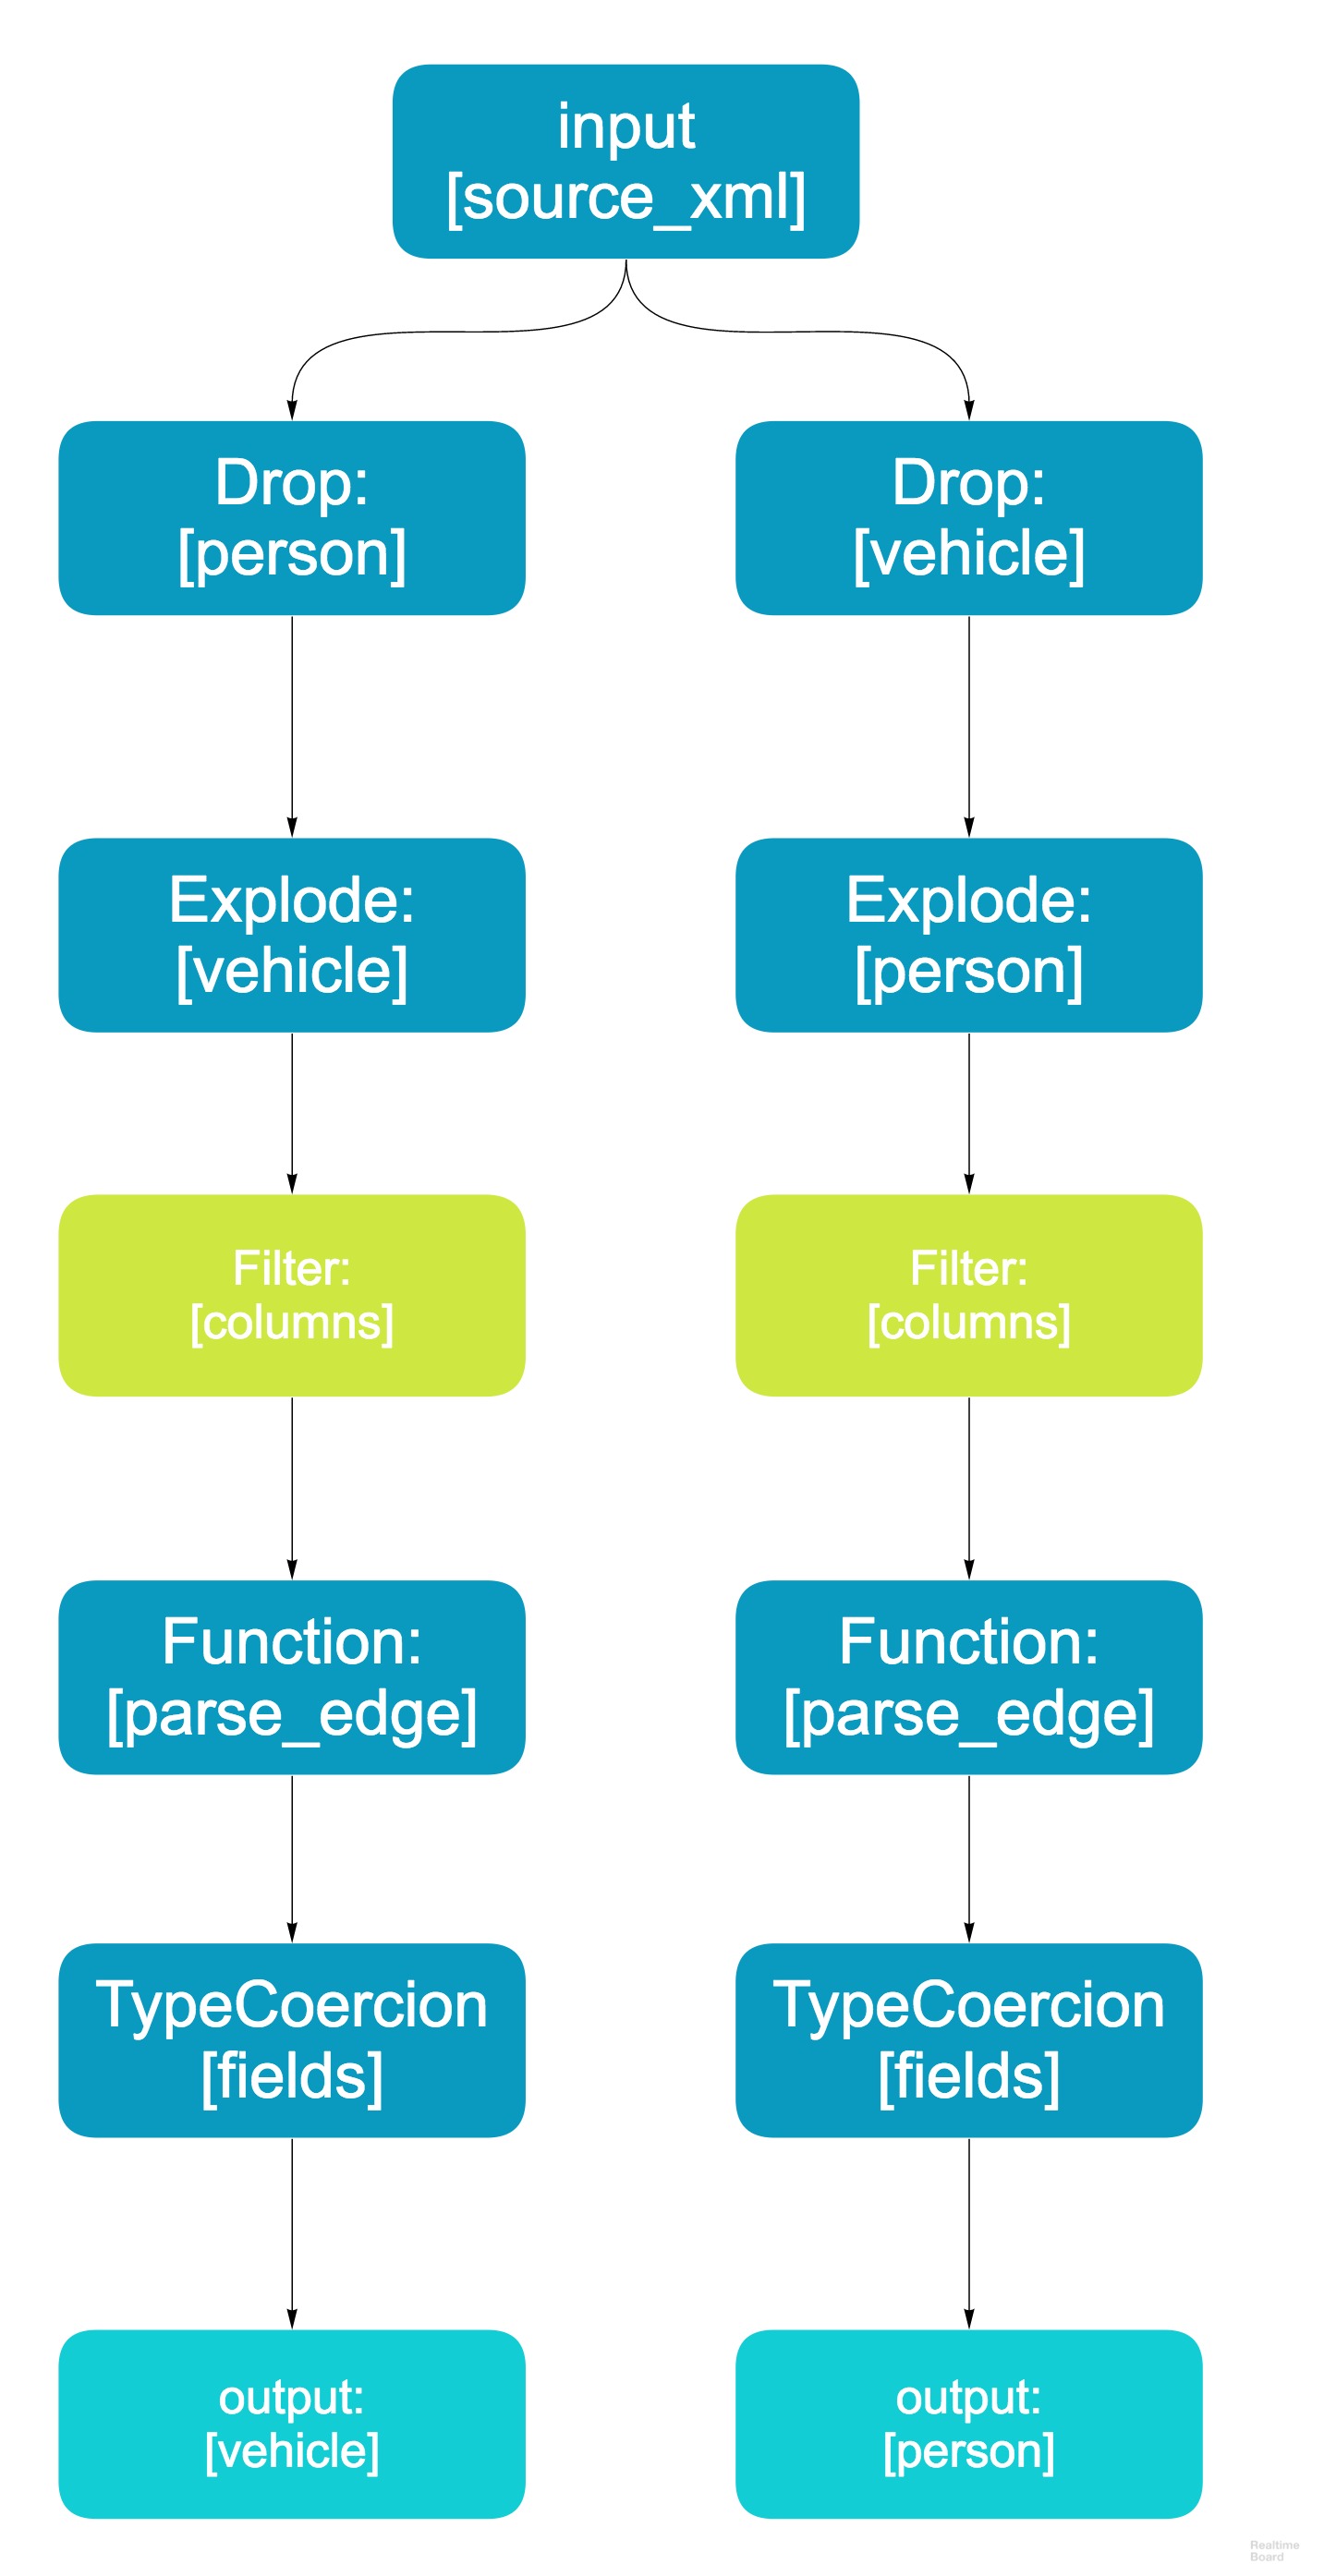 input
[source_xml]
Drop:
[person]
Drop:
[vehicle]
Explode:
[vehicle]
Explode:
[person]
Filter:
[columns]
Filter:
[columns]
Function:
[parse_edge]
Function:
[parse_edge]
TypeCoercion
[fields]
TypeCoercion
[fields]
output:
[vehicle]
output:
[person]
Realtime
Board